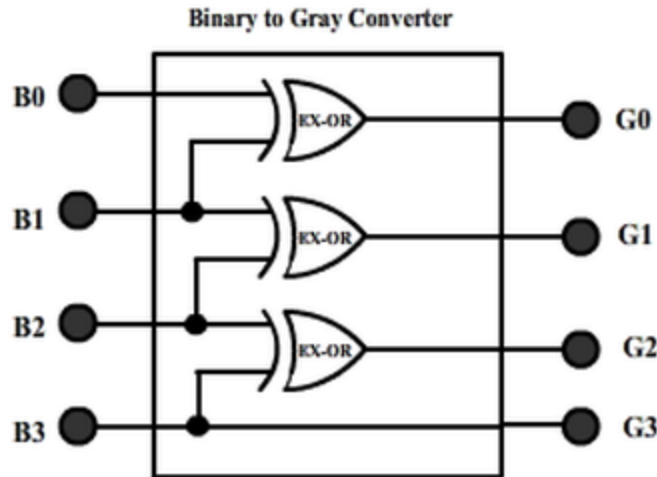 Binary to Gray Converter
B0
EX-OR
G0
B1
EX-OR
G1
B2
EX-OR
G2
B3
G3